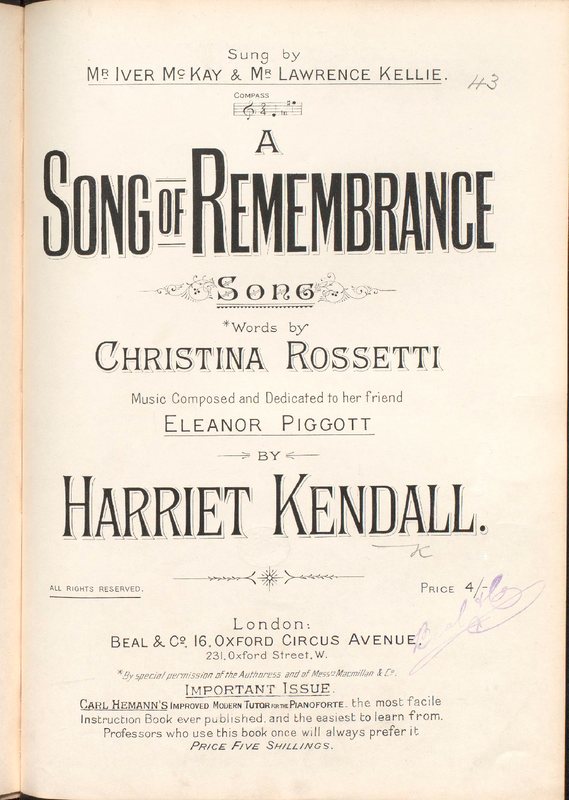 Sung by
Mr Iver McKay & Mr Lawrence Kellie.
43
Compass
A
Song of Remembrance
Song
*Words by
Christina Rossetti
Music Composed and Dedicated to her friend
Eleanor Piggott
BY
Harriet Kendall.
K
ALL RIGHTS RESERVED.
Price 4/-
London:
Beal & Co, 16, Oxford Circus Avenue,
231, Oxford Street, W.
*By special permission of the Authoress and of Messrs Macmillan & Co.
Important Issue.
Carl Hemann's Improved Modern Tutor for the Pianoforte, the most facile
Instruction Book ever published, and the easiest to learn from.
Professors who use this book once will always prefer it
Price Five Shillings.